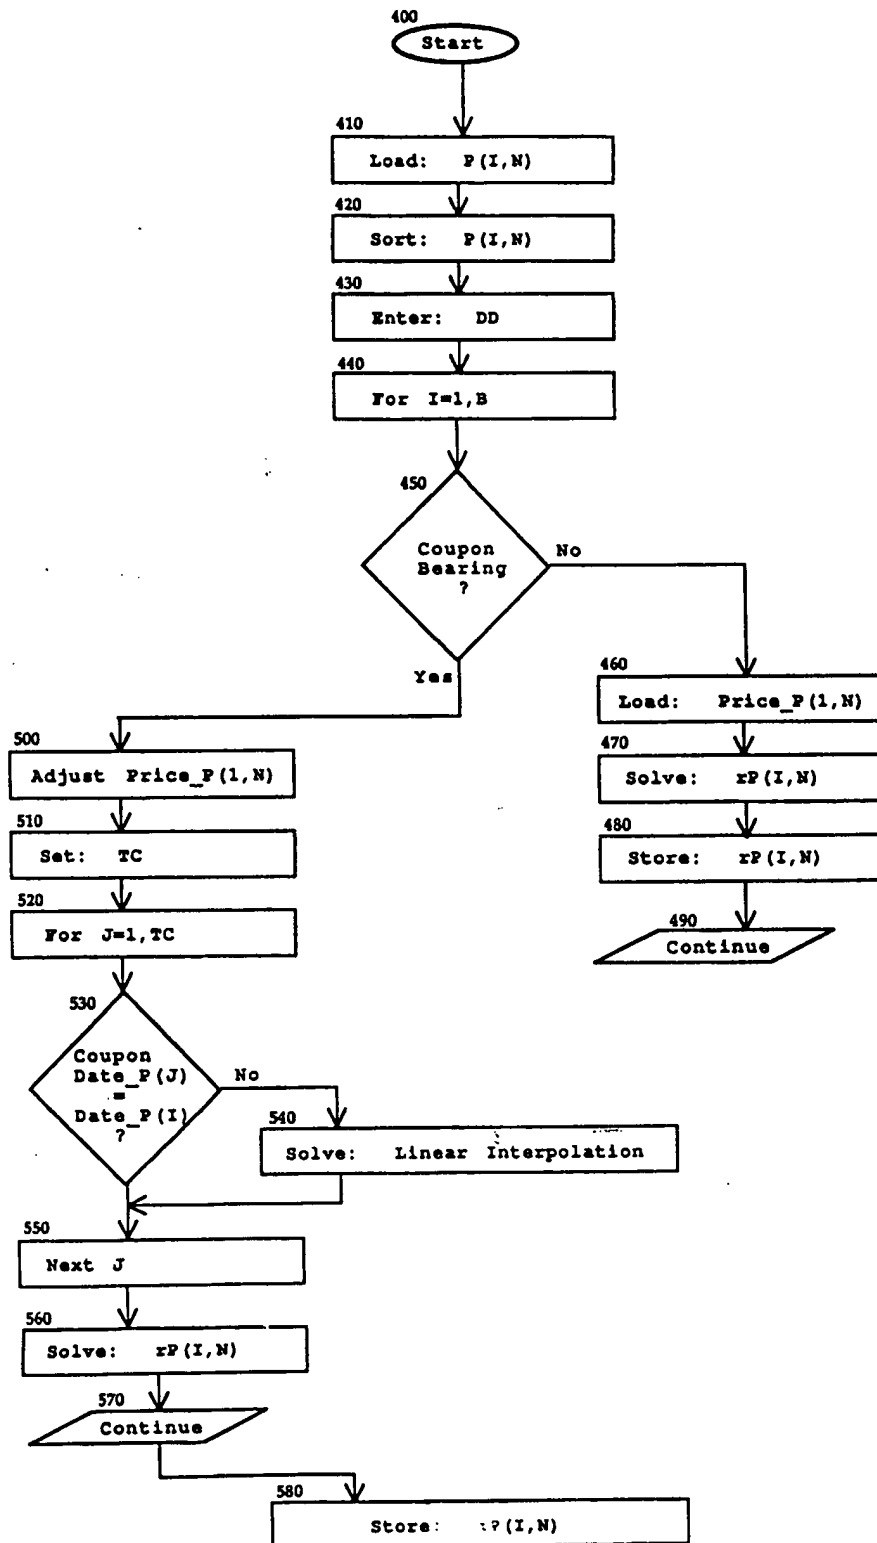 400
Start
410
Load: P(I,N)
420
Sort: P(I,N)
430
Enter: DD
440
For I=1,B
450
Coupon
Bearing
?
No
Yes
460
Load: Price_P(1,N)
470
Solve: rP(I,N)
480
Store: rP(I,N)
490
Continue
500
Adjust Price_P(1,N)
510
Set: TC
520
For J=1,TC
530
Coupon
Date_P(J)
=
Date_P(I)
?
No
540
Solve: Linear Interpolation
550
Next J
560
Solve: rP(I,N)
570
Continue
580
Store: (I,N)